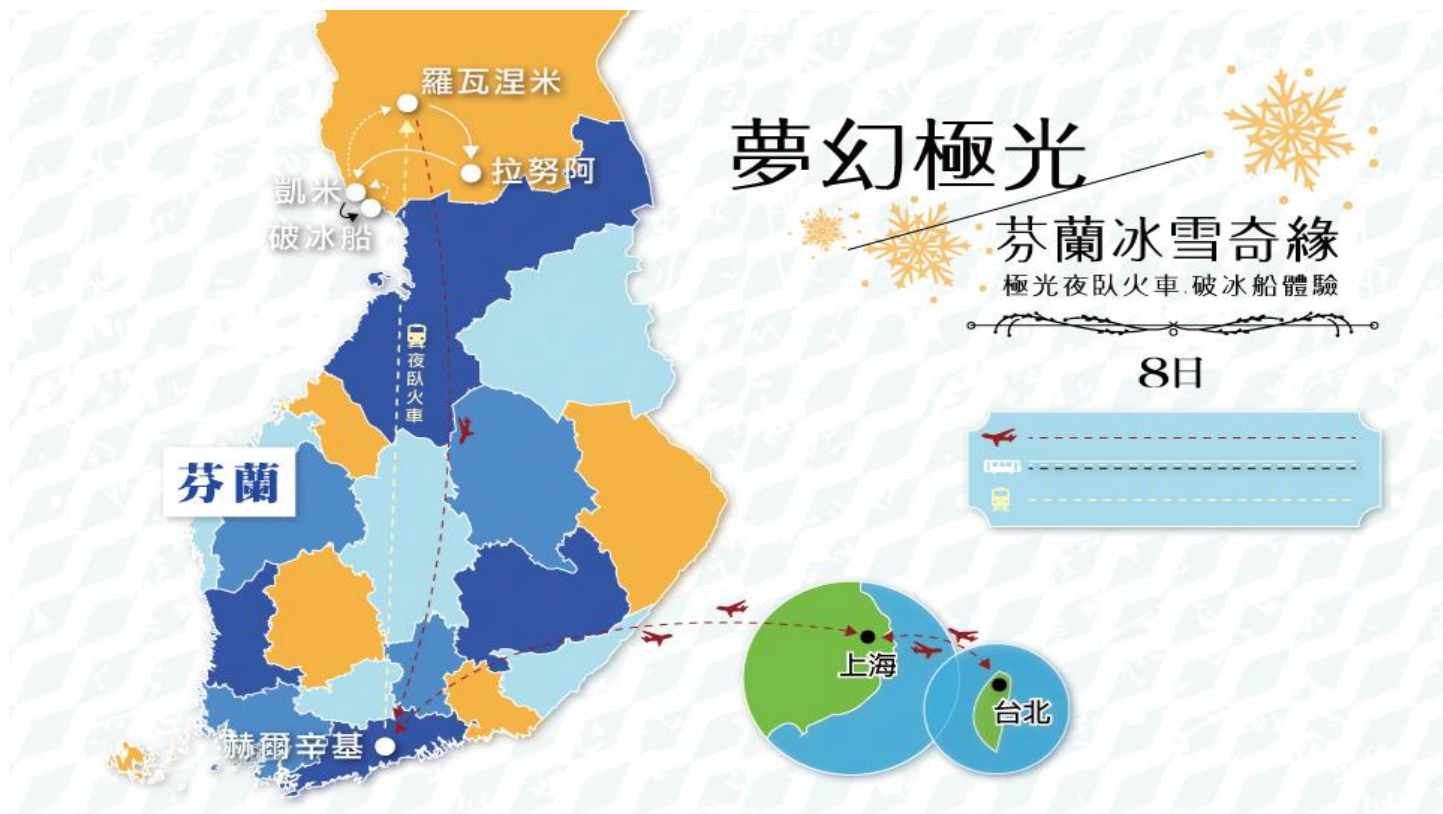 夢幻極光
芬蘭冰雪奇緣
極光夜臥火車.破冰船體驗
8日
羅瓦涅米
拉努阿
凱米
破冰船
夜臥火車
芬蘭
赫爾辛基
上海
台北